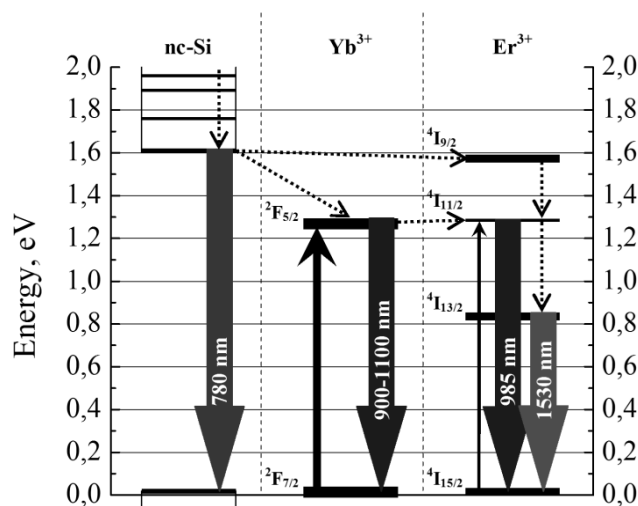 nc-Si Yb³⁺ Er³⁺
2,0 2,0
1,8 1,8
1,6 ⁴I₉/₂ 1,6
1,4 1,4
²F₅/₂ ⁴I₁₁/₂
1,2 1,2
1,0 1,0
⁴I₁₃/₂
0,8 0,8
0,6 0,6
0,4 0,4
0,2 0,2
0,0 ²F₇/₂ ⁴I₁₅/₂ 0,0
Energy, eV
780 nm
900-1100 nm
985 nm
1530 nm